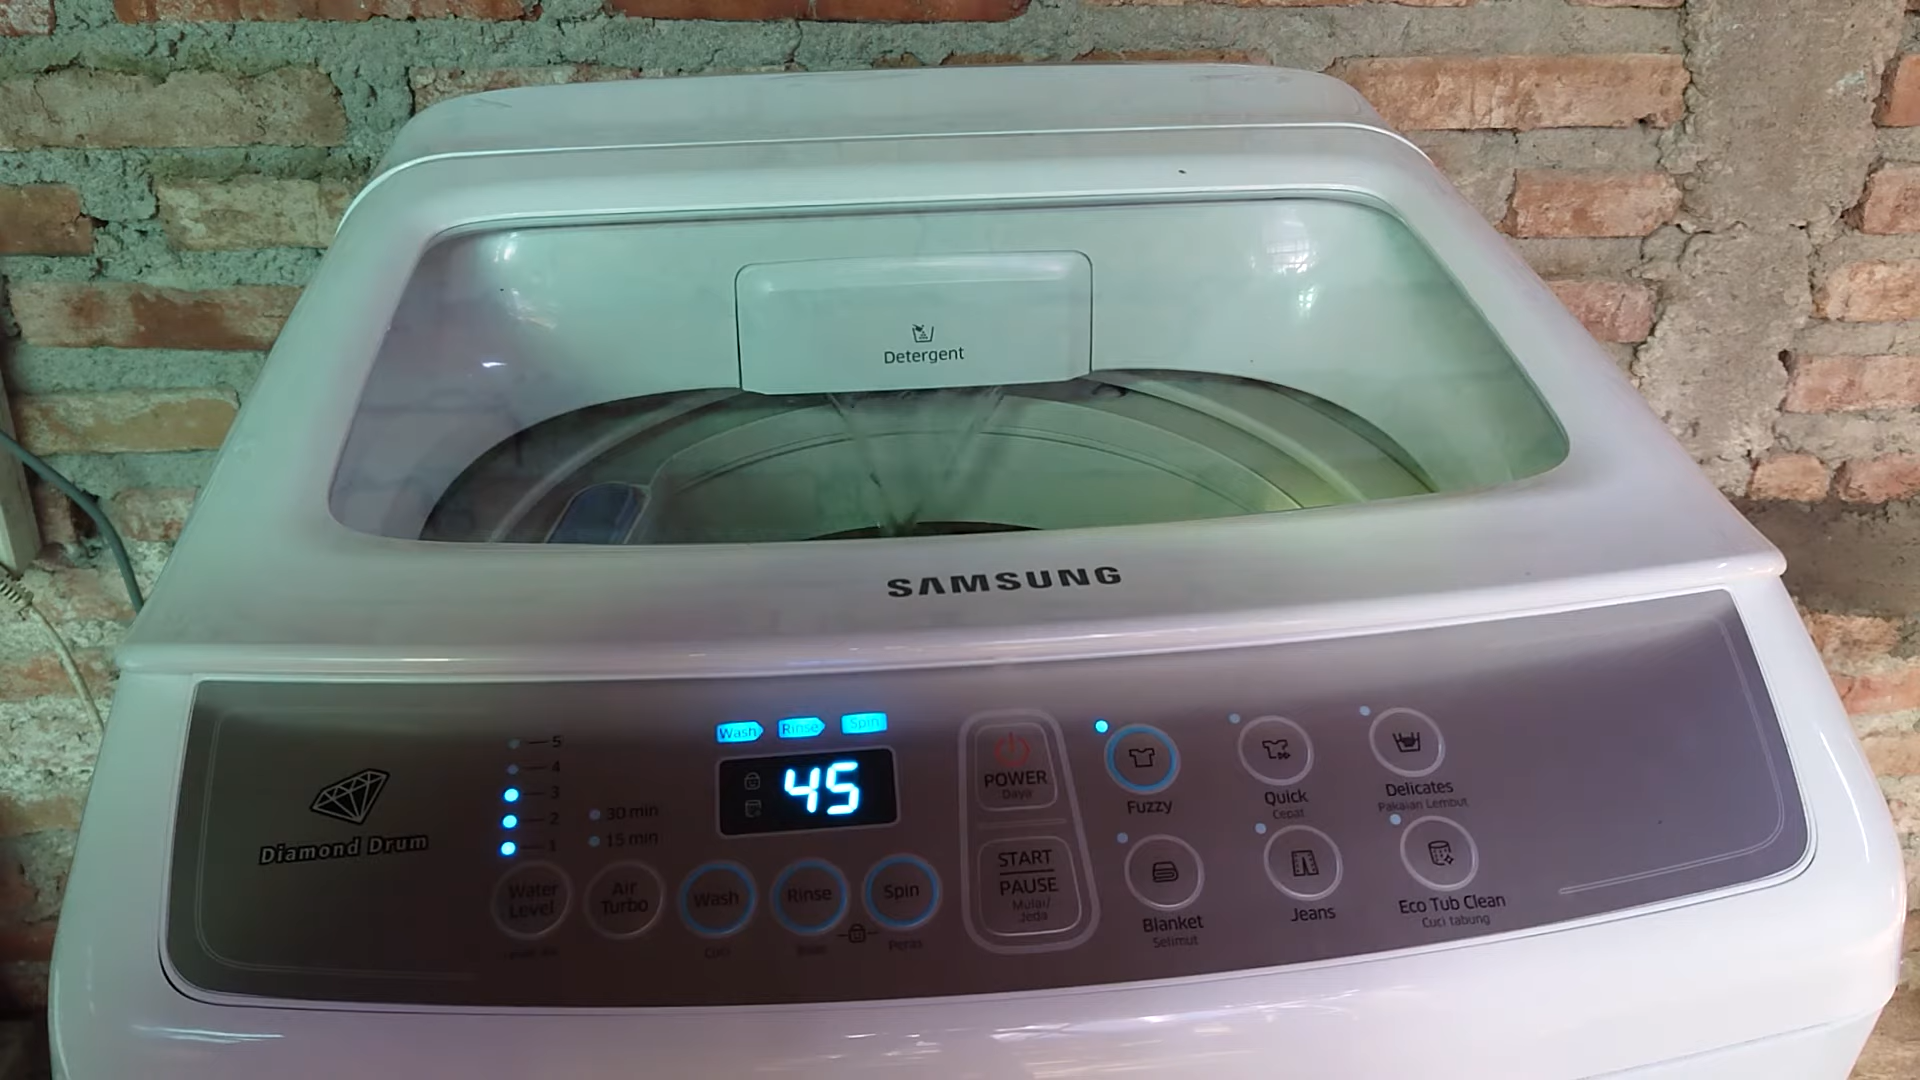 Detergent
SAMSUNG
Diamond Drum
5
4
3
2
1
30 min
15 min
Water
Level
Air
Turbo
Wash
Rinse
Spin
45
Wash
Cuci
Rinse
Spin
Peras
POWER
Daya
START
PAUSE
Mulai/
Jeda
Fuzzy
Quick
Cepat
Delicates
Pakaian Lembut
Blanket
Selimut
Jeans
Eco Tub Clean
Cuci tabung